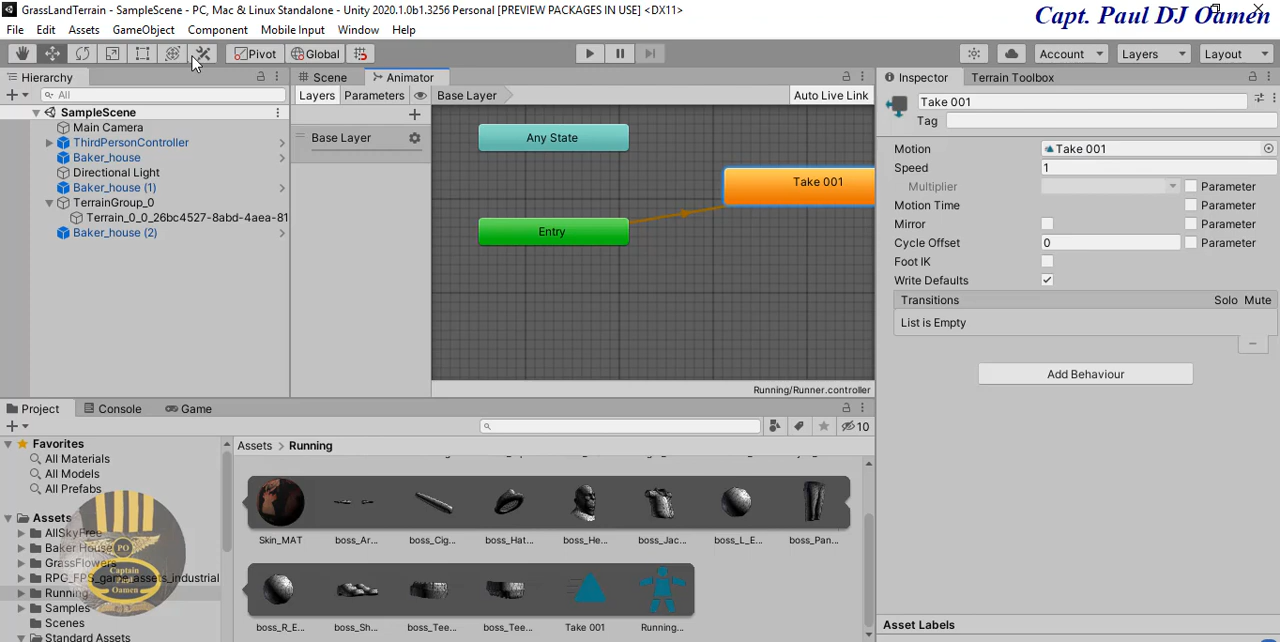 GrassLandTerrain - SampleScene - PC, Mac & Linux Standalone - Unity 2020.1.0b1.3256 Personal [PREVIEW PACKAGES IN USE] <DX11>
Capt. Paul DJ Oamen
File Edit Assets GameObject Component Mobile Input Window Help
Pivot Global Account Layers Layout
Hierarchy Scene Animator Inspector Terrain Toolbox
All Layers Parameters Base Layer Auto Live Link Take 001
Tag
SampleScene
Main Camera
ThirdPersonController
Baker_house
Directional Light
Baker_house (1)
TerrainGroup_0
Terrain_0_0_26bc4527-8abd-4aea-81
Baker_house (2)
Base Layer
Any State
Take 001
Entry
Running/Runner.controller
Motion Take 001
Speed 1
Multiplier Parameter
Motion Time Parameter
Mirror Parameter
Cycle Offset 0 Parameter
Foot IK
Write Defaults
Transitions Solo Mute
List is Empty
Add Behaviour
Asset Labels
Project Console Game
10
Favorites
All Materials
All Models
All Prefabs
Assets
AllSkyFree
Baker House
GrassFlowers
RPG_FPS_game_assets_industrial
Running
Samples
Scenes
Standard Assets
PO
Captain
Oamen
Assets > Running
Skin_MAT boss_Ar... boss_Cig... boss_Hat... boss_He... boss_Jac... boss_L_E... boss_Pan...
boss_R_E... boss_Sh... boss_Tee... boss_Tee... Take 001 Running...